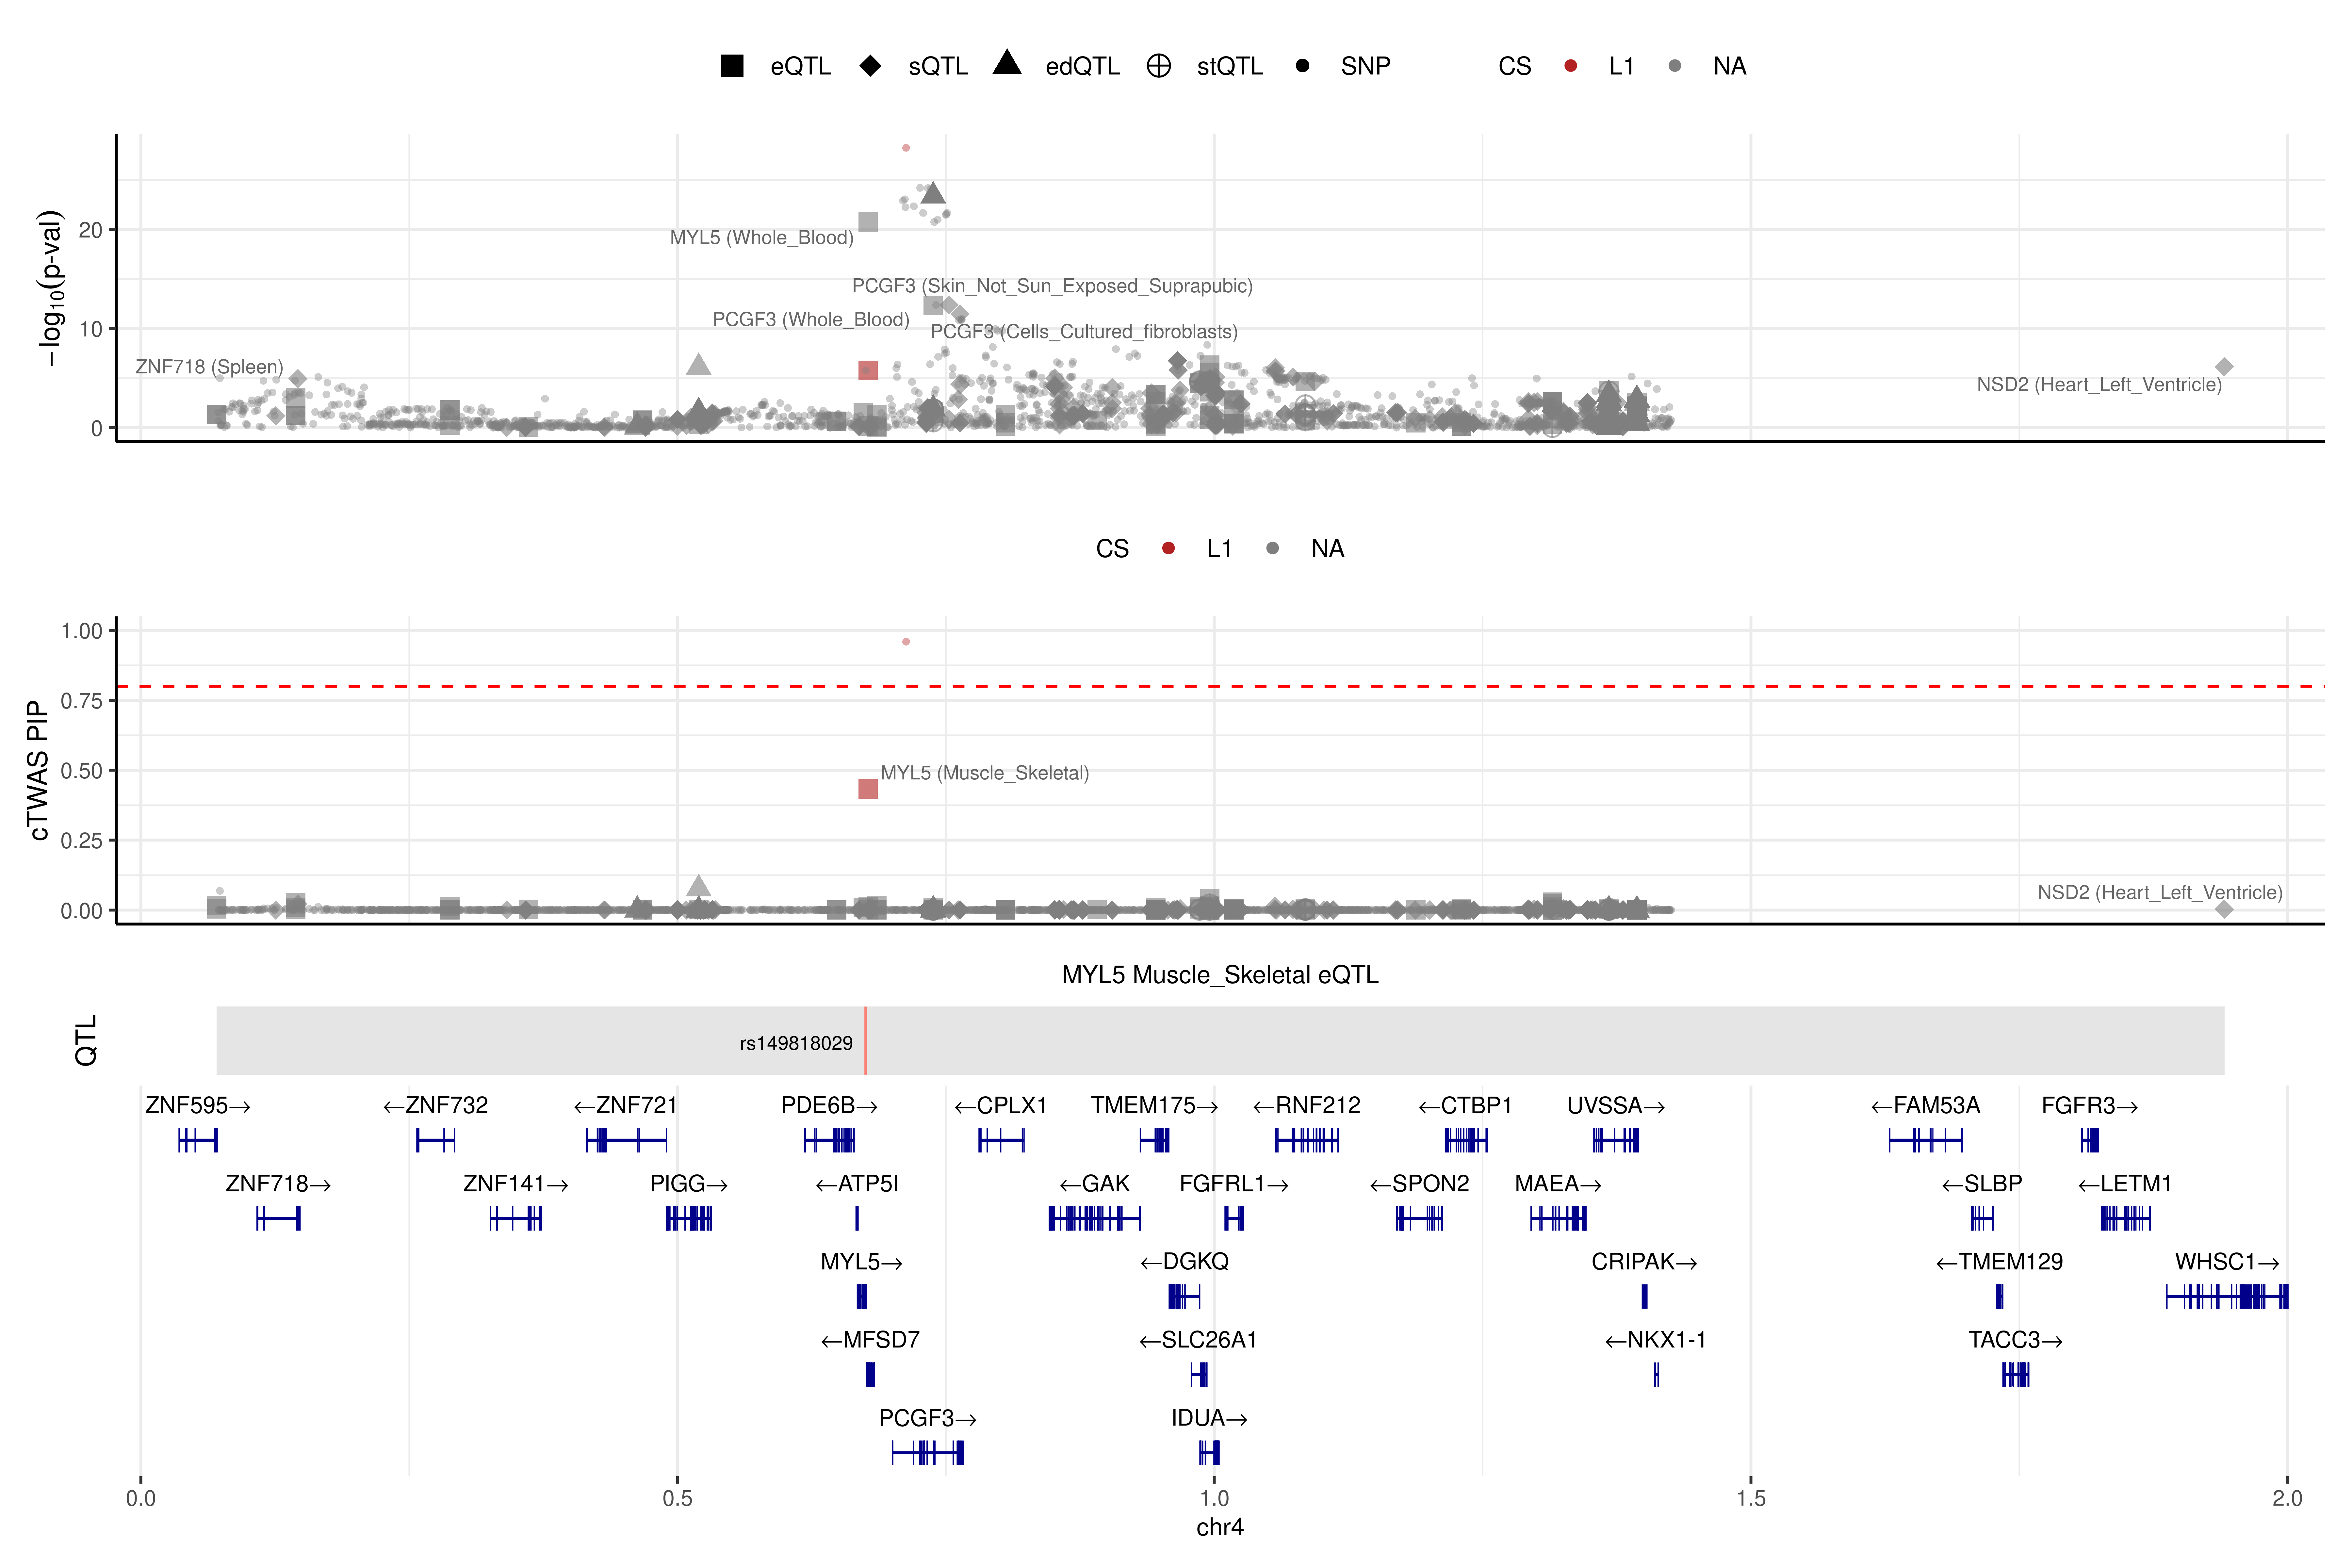 eQTL sQTL edQTL stQTL SNP CS L1 NA
−log10(p-val)
20
10
0
MYL5 (Whole_Blood)
PCGF3 (Skin_Not_Sun_Exposed_Suprapubic)
PCGF3 (Whole_Blood)
PCGF3 (Cells_Cultured_fibroblasts)
ZNF718 (Spleen)
NSD2 (Heart_Left_Ventricle)
CS L1 NA
cTWAS PIP
1.00
0.75
0.50
0.25
0.00
MYL5 (Muscle_Skeletal)
NSD2 (Heart_Left_Ventricle)
MYL5 Muscle_Skeletal eQTL
QTL
rs149818029
ZNF595→ ←ZNF732 ←ZNF721 PDE6B→ ←CPLX1 TMEM175→ ←RNF212 ←CTBP1 UVSSA→ ←FAM53A FGFR3→
ZNF718→ ZNF141→ PIGG→ ←ATP5I ←GAK FGFRL1→ ←SPON2 MAEA→ ←SLBP ←LETM1
MYL5→ ←DGKQ CRIPAK→ ←TMEM129 WHSC1→
←MFSD7 ←SLC26A1 ←NKX1-1 TACC3→
PCGF3→ IDUA→
0.0 0.5 1.0 1.5 2.0
chr4